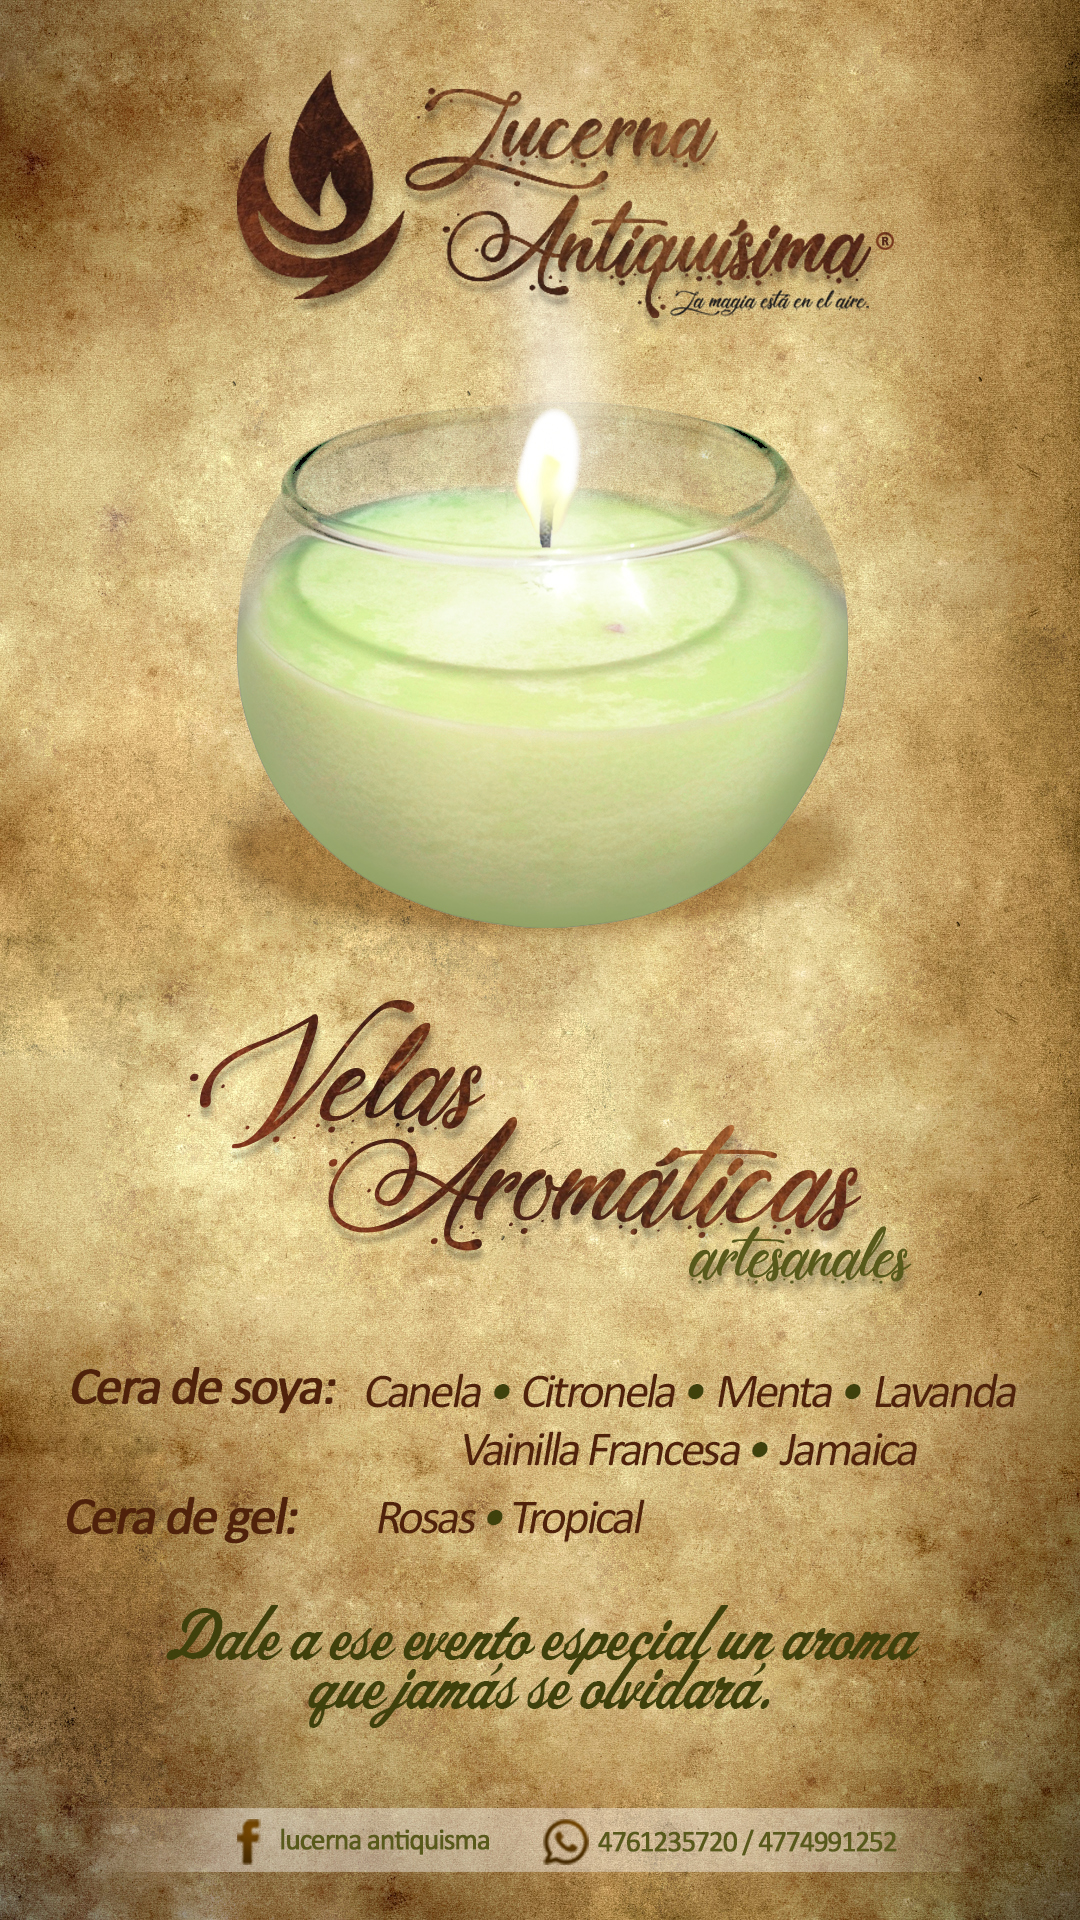 Lucerna
Antiquísima®
La magia está en el aire.
Velas
Aromáticas
artesanales
Cera de soya: Canela • Citronela • Menta • Lavanda
Vainilla Francesa • Jamaica
Cera de gel: Rosas • Tropical
Dale a ese evento especial un aroma
que jamás se olvidará.
lucerna antiquisma 4761235720 / 4774991252